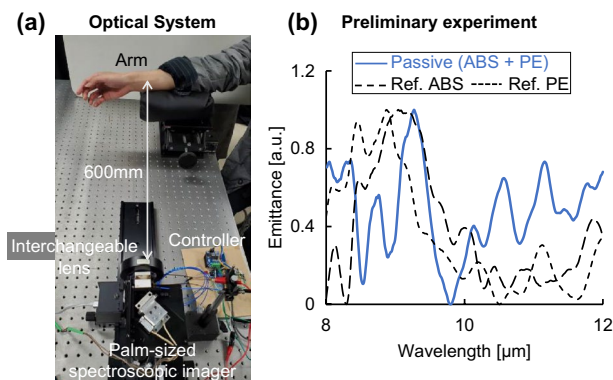 (a) Optical System
Arm
600mm
Interchangeable
lens
Controller
Palm-sized
spectroscopic imager
(b) Preliminary experiment
Passive (ABS + PE)
Ref. ABS Ref. PE
Emittance [a.u.]
1.2
0.8
0.4
0
8 10 12
Wavelength [μm]